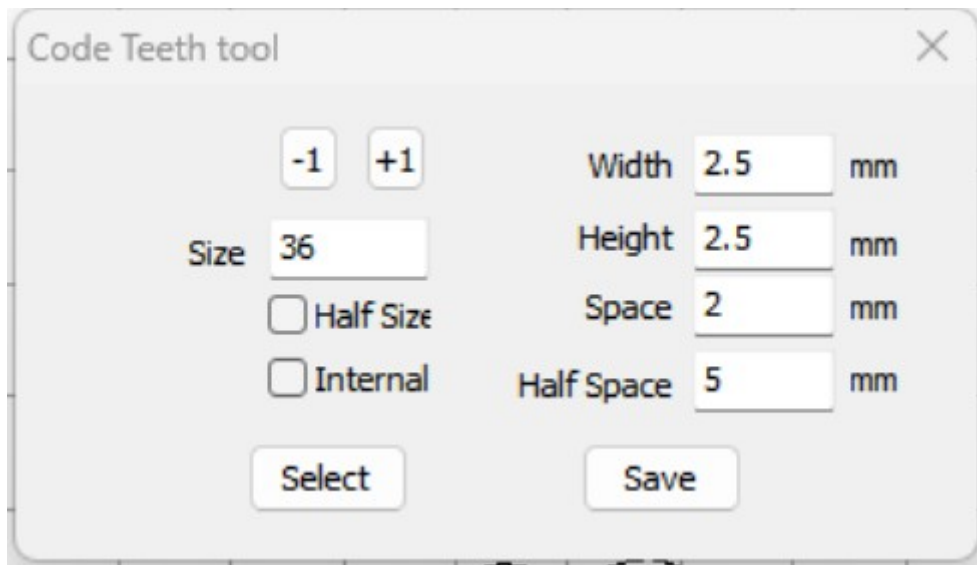 Code Teeth tool
-1 +1
Size 36
Half Size
Internal
Select
Width 2.5 mm
Height 2.5 mm
Space 2 mm
Half Space 5 mm
Save